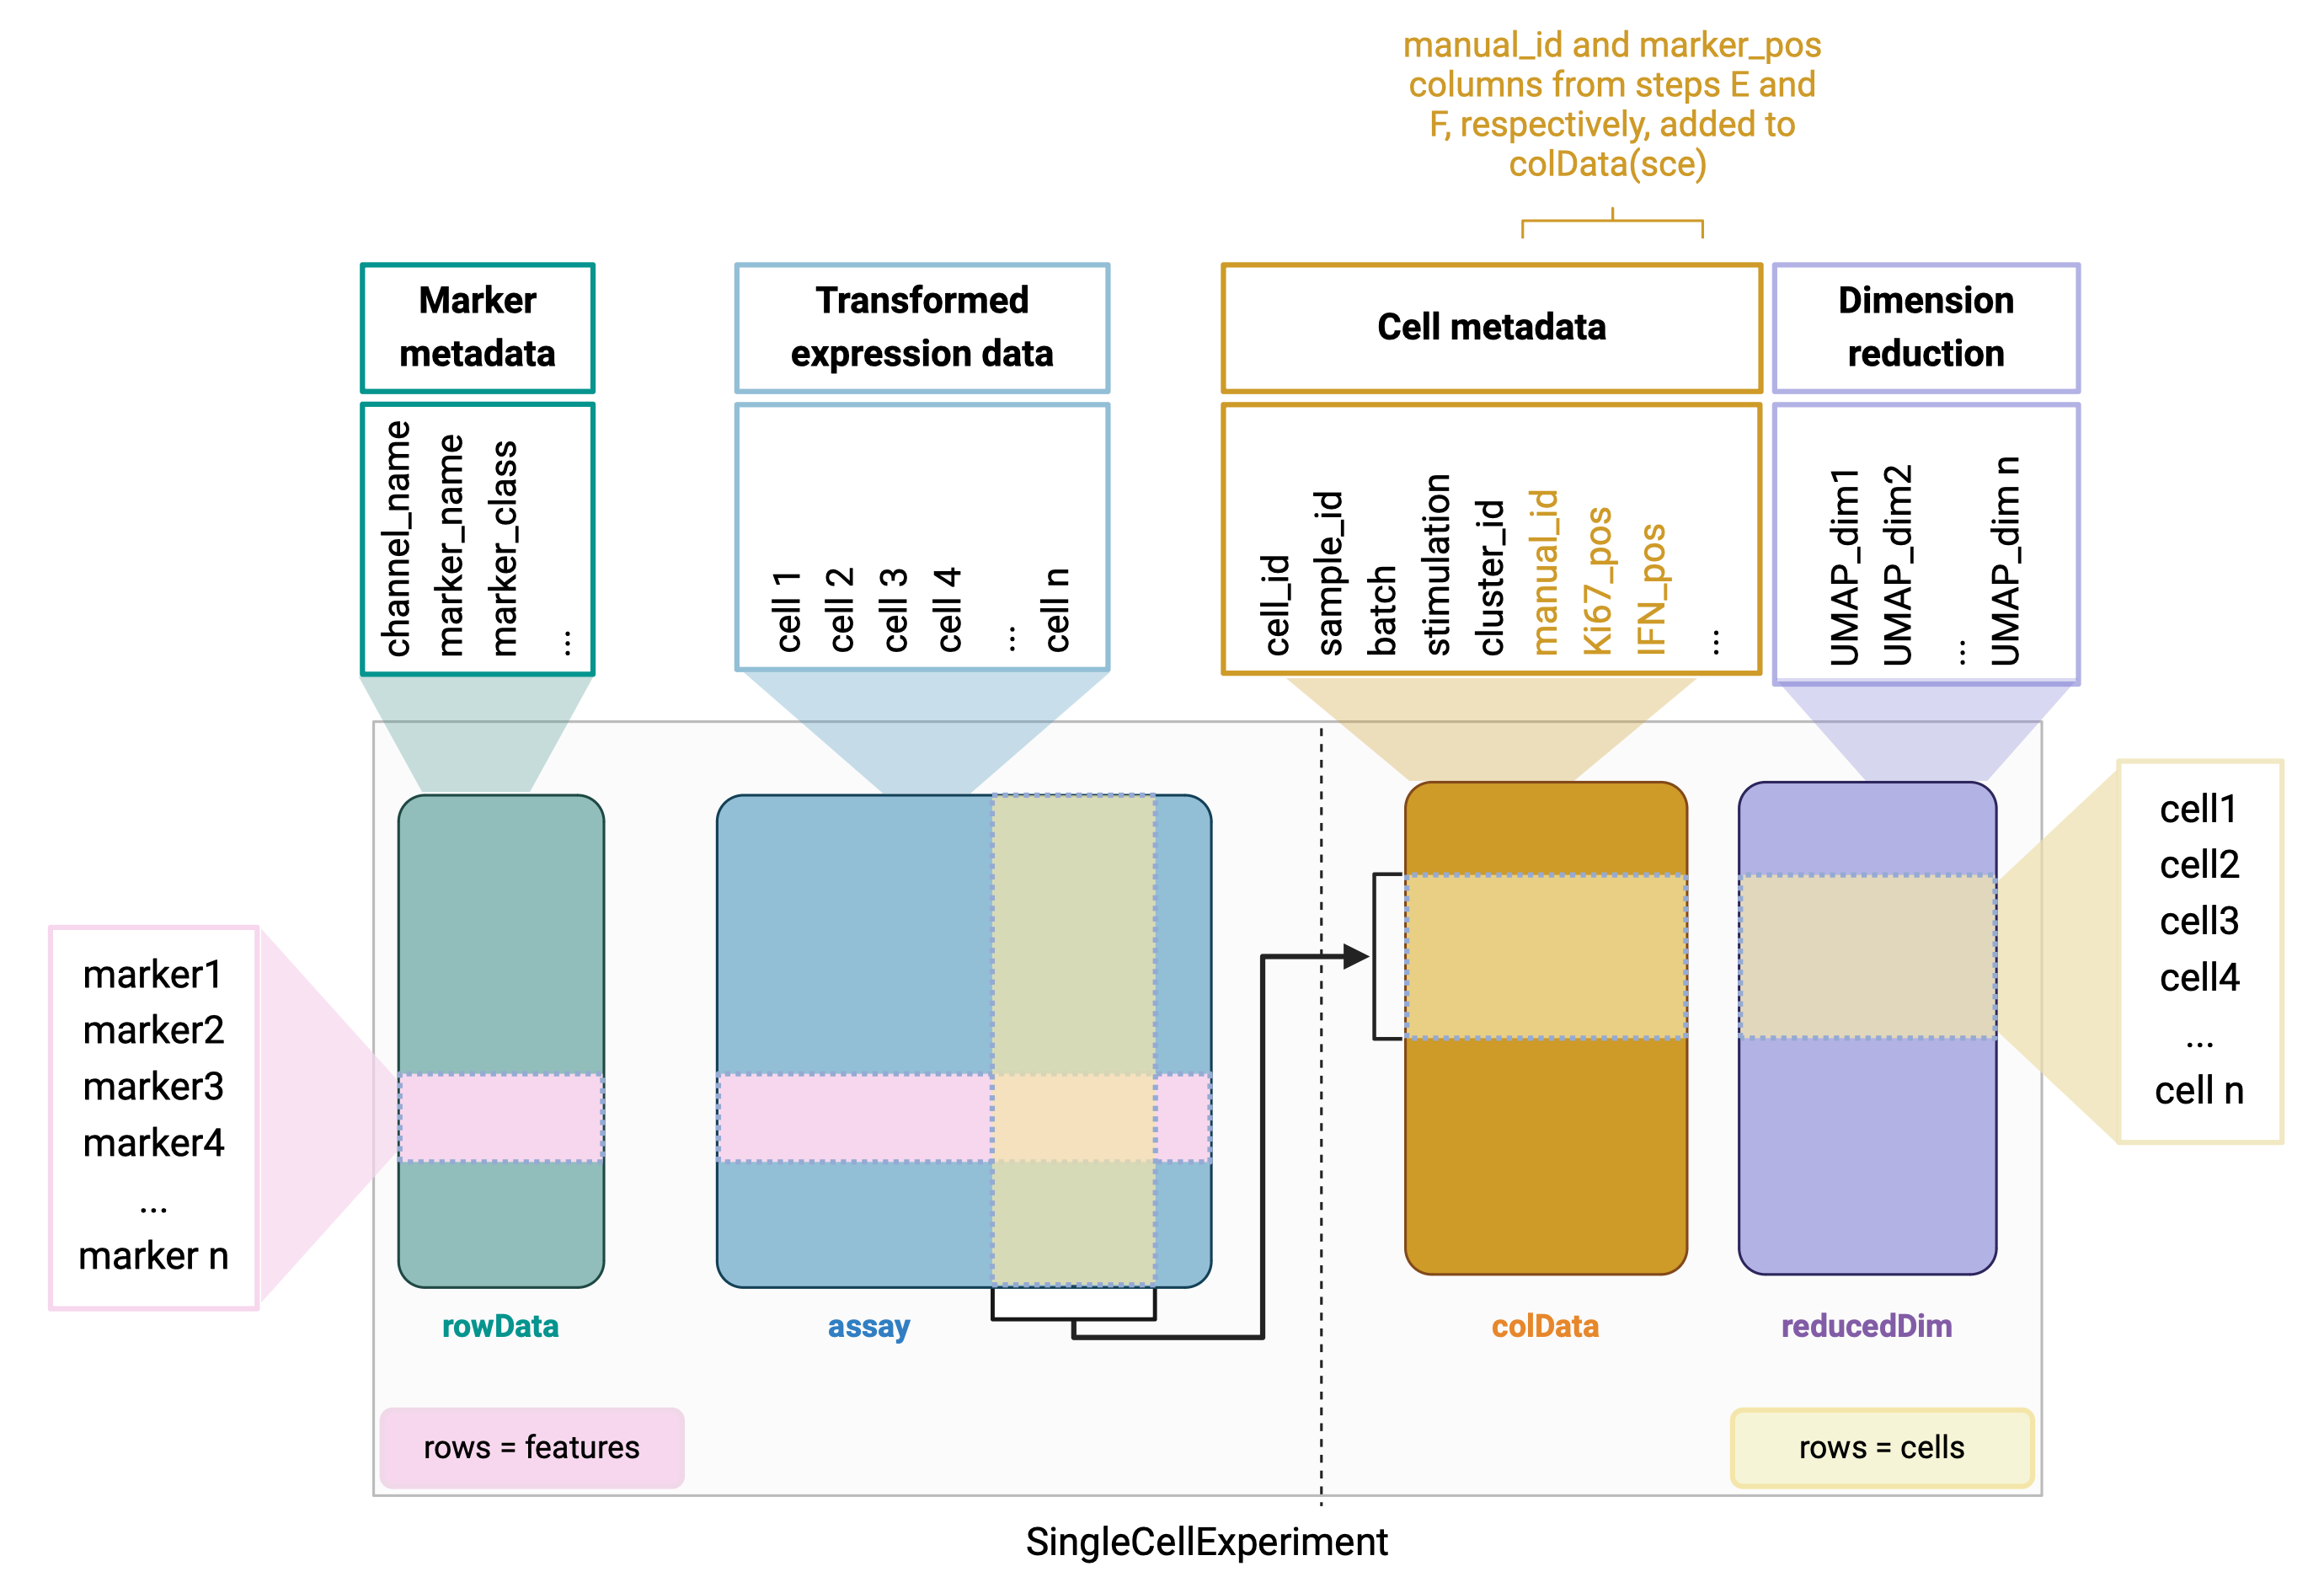 manual_id and marker_pos
columns from steps E and
F, respectively, added to
colData(sce)
Marker
metadata
Transformed
expression data
Cell metadata
Dimension
reduction
channel_name
marker_name
marker_class
...
cell 1
cell 2
cell 3
cell 4
...
cell n
cell_id
sample_id
batch
stimulation
cluster_id
manual_id
Ki67_pos
IFN_pos
...
UMAP_dim1
UMAP_dim2
...
UMAP_dim n
marker1
marker2
marker3
marker4
...
marker n
cell1
cell2
cell3
cell4
...
cell n
rowData
assay
colData
reducedDim
rows = features
rows = cells
SingleCellExperiment